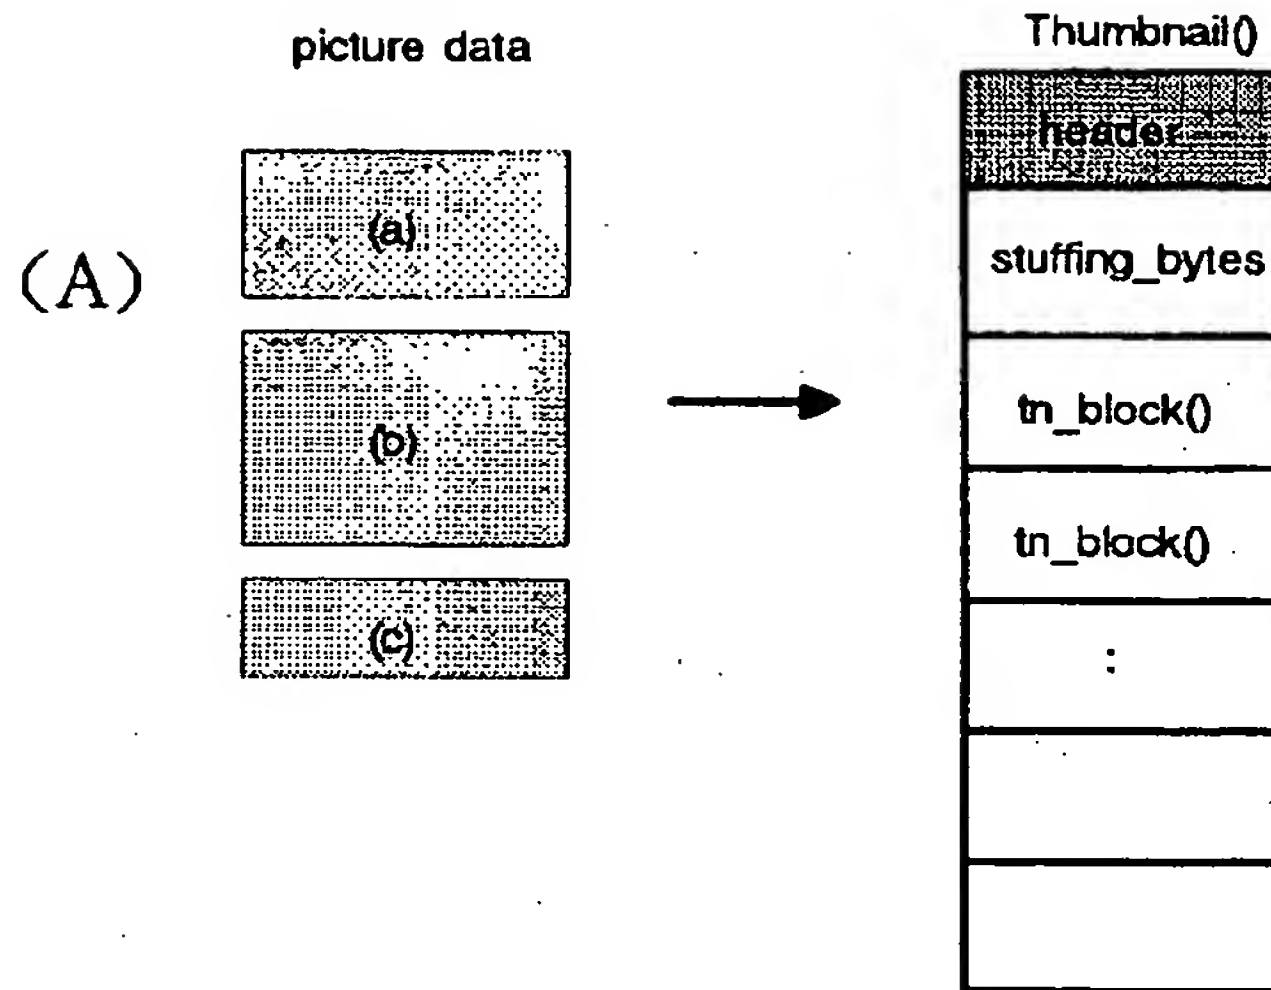 picture data
(A)
(a)
(b)
(c)
Thumbnail()
header
stuffing_bytes
tn_block()
tn_block()
: